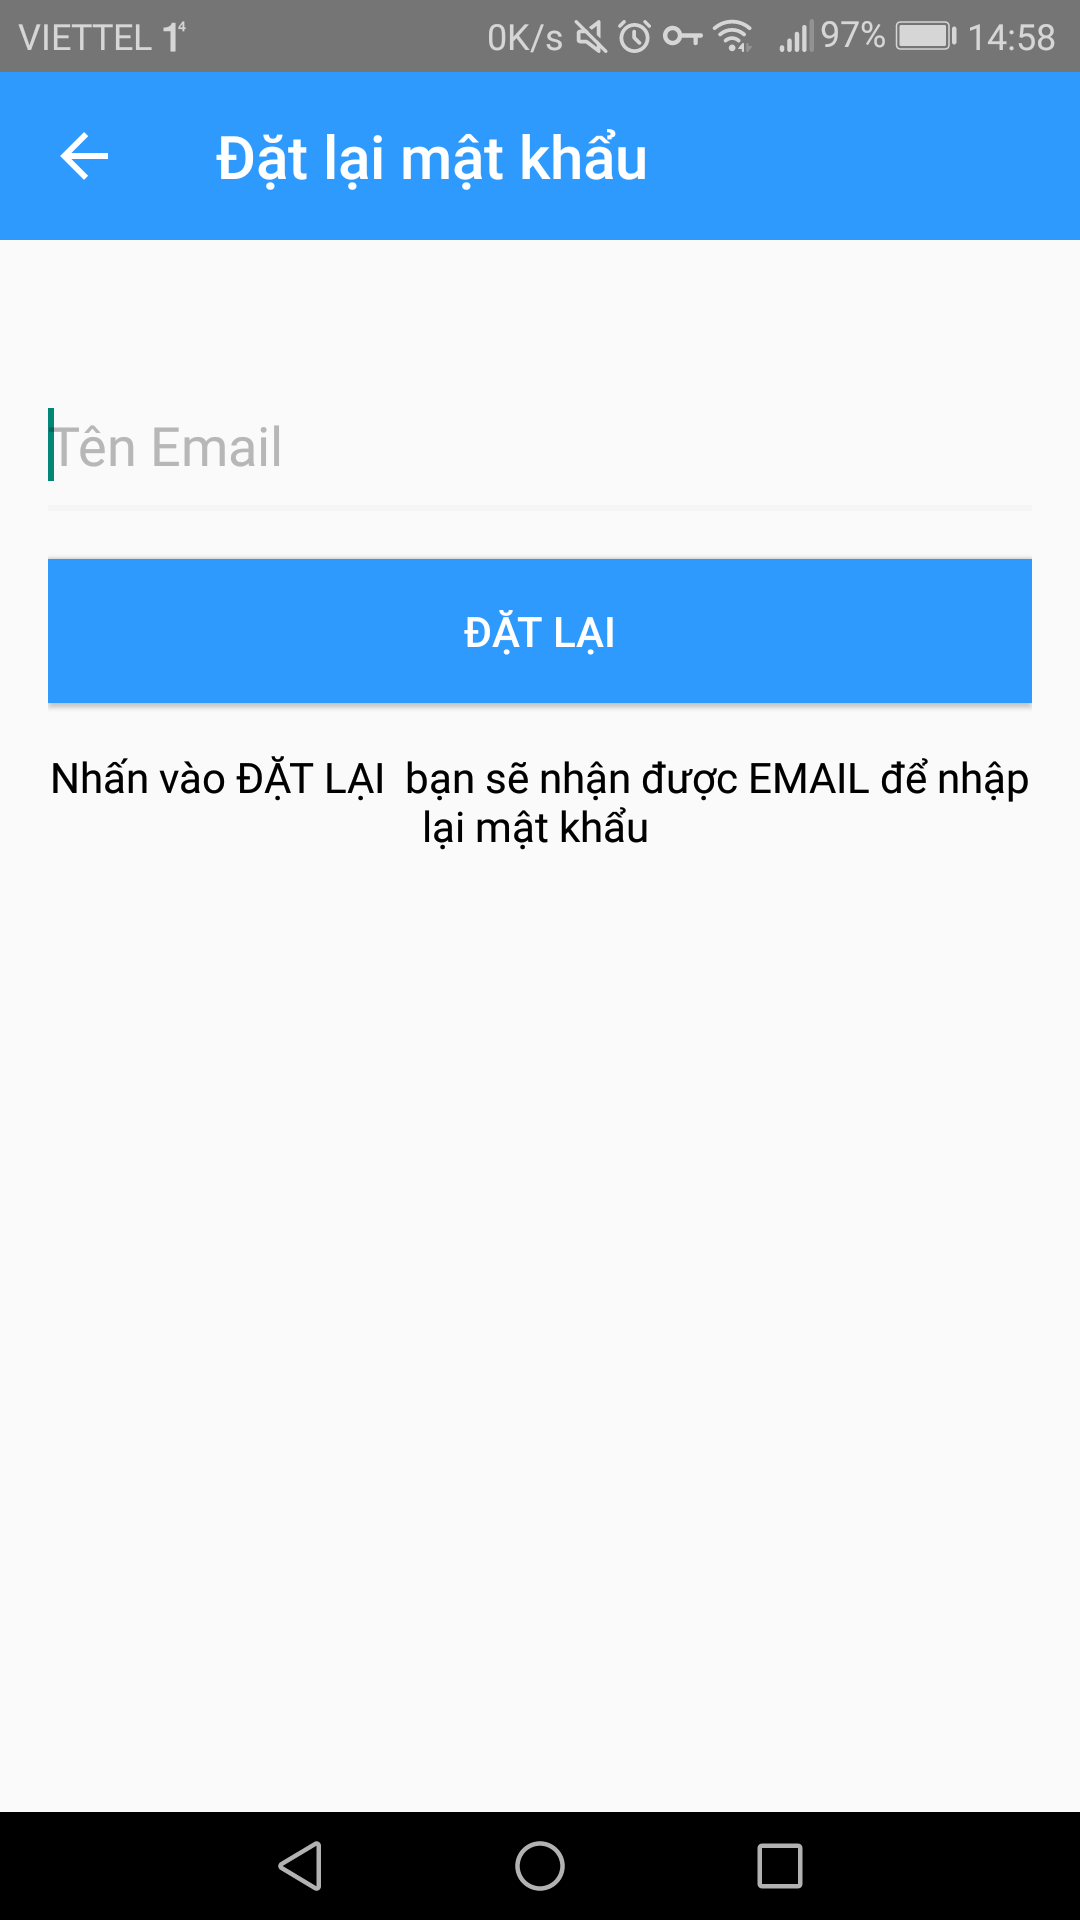 VIETTEL 1⁴ 0K/s 97% 14:58
Đặt lại mật khẩu
Tên Email
ĐẶT LẠI
Nhấn vào ĐẶT LẠI  bạn sẽ nhận được EMAIL để nhập
lại mật khẩu